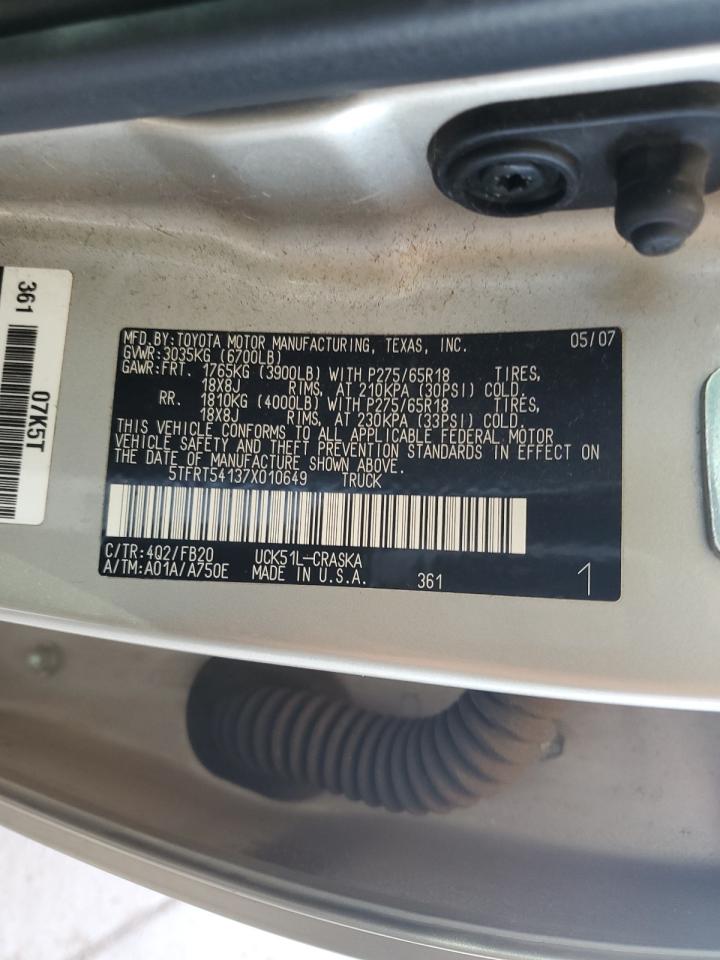 361
07K5T
MFD.BY:TOYOTA MOTOR MANUFACTURING, TEXAS, INC. 05/07
GVWR:3035KG (6700LB)
GAWR:FRT. 1765KG (3900LB) WITH P275/65R18 TIRES,
18X8J RIMS, AT 210KPA (30PSI) COLD.
RR. 1810KG (4000LB) WITH P275/65R18 TIRES,
18X8J RIMS, AT 230KPA (33PSI) COLD.
THIS VEHICLE CONFORMS TO ALL APPLICABLE FEDERAL MOTOR
VEHICLE SAFETY AND THEFT PREVENTION STANDARDS IN EFFECT ON
THE DATE OF MANUFACTURE SHOWN ABOVE.
5TFRT54137X010649 TRUCK
C/TR:4Q2/FB20 UCK51L-CRASKA
A/TM:A01A/A750E MADE IN U.S.A. 361 1